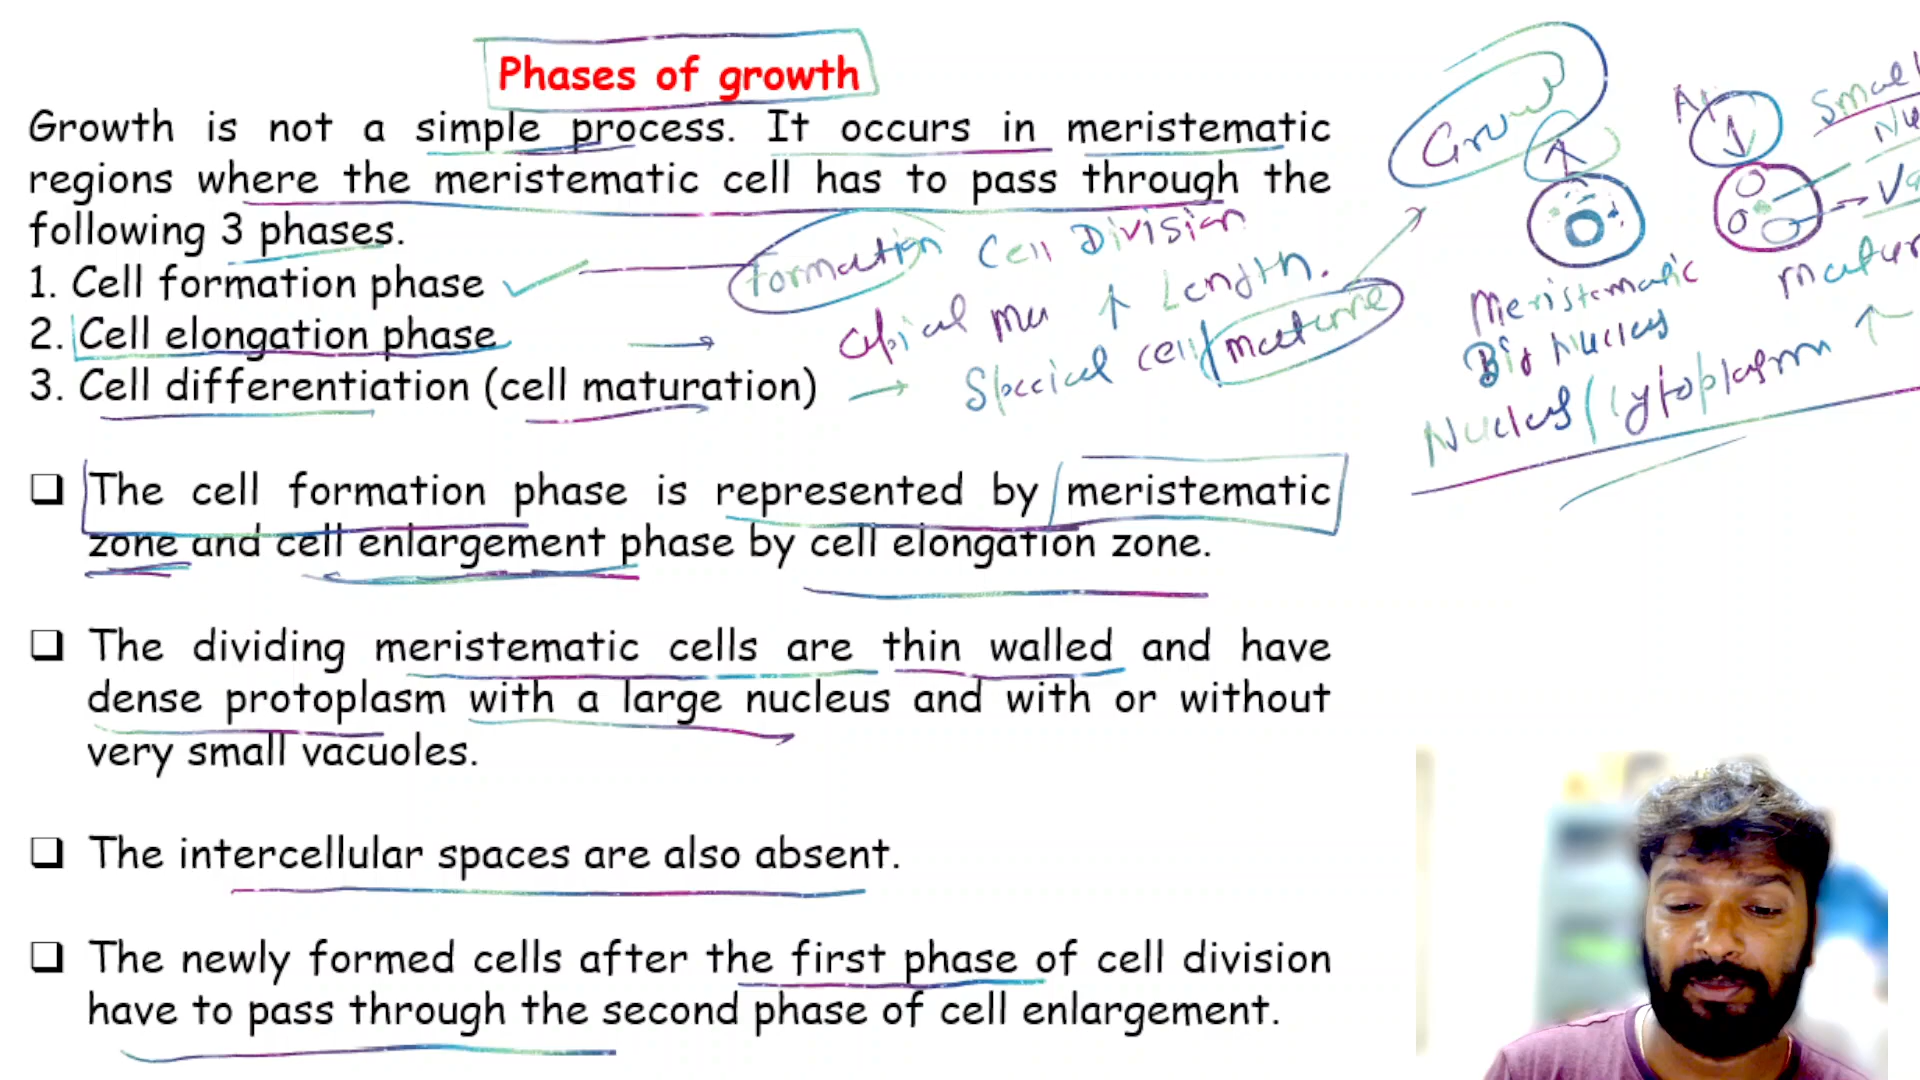 Phases of growth
Growth is not a simple process. It occurs in meristematic
regions where the meristematic cell has to pass through the
following 3 phases.
1. Cell formation phase
2. Cell elongation phase
3. Cell differentiation (cell maturation)
formation Cell Division
apical me ↑ Length.
Special cell/mature
Meristematic
Big Nucleus
Nucleus/Cytoplasm ↑
Small
❑ The cell formation phase is represented by meristematic
zone and cell enlargement phase by cell elongation zone.
❑ The dividing meristematic cells are thin walled and have
dense protoplasm with a large nucleus and with or without
very small vacuoles.
❑ The intercellular spaces are also absent.
❑ The newly formed cells after the first phase of cell division
have to pass through the second phase of cell enlargement.